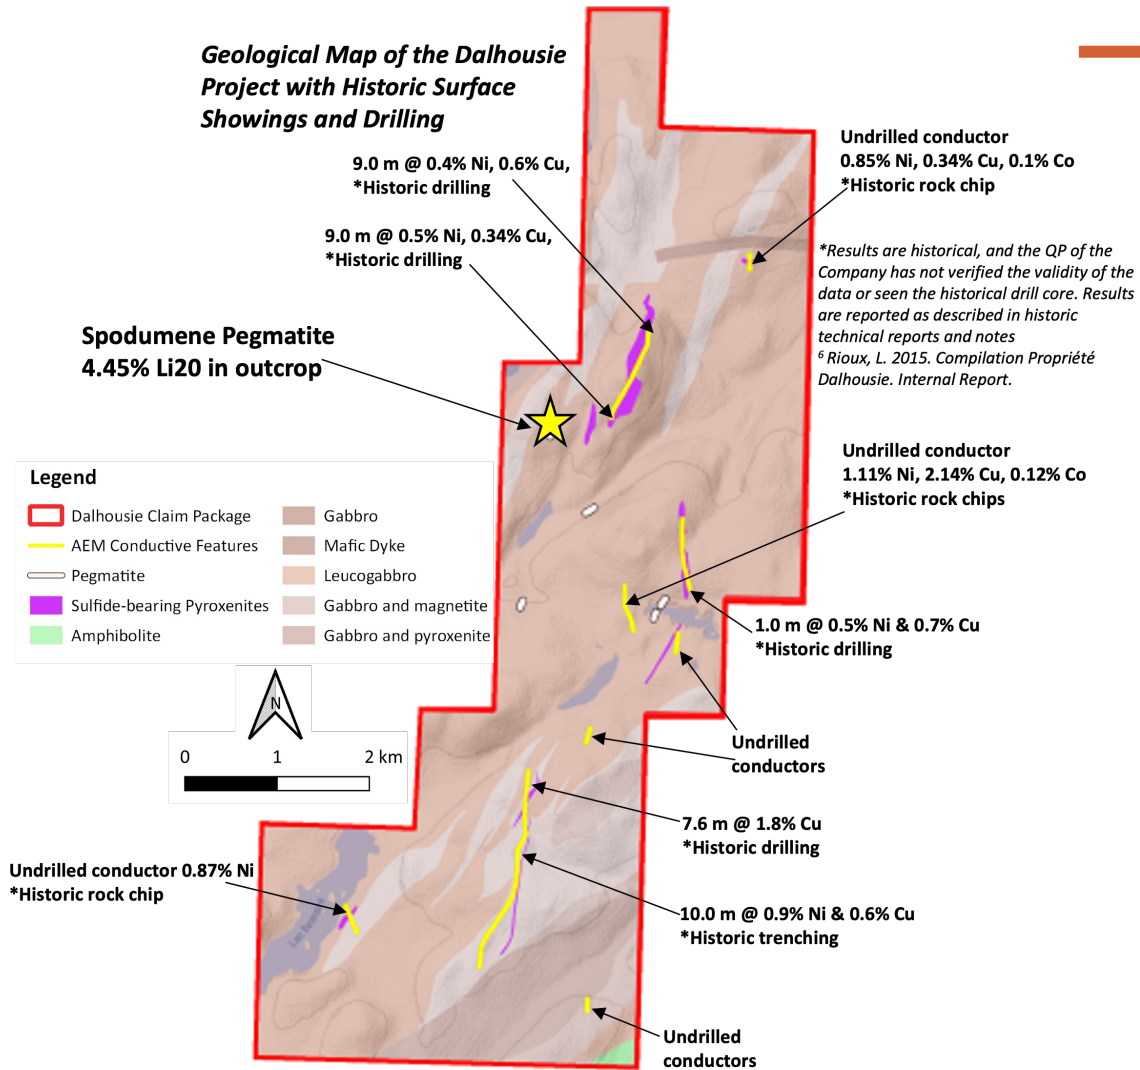 Geological Map of the Dalhousie
Project with Historic Surface
Showings and Drilling
9.0 m @ 0.4% Ni, 0.6% Cu,
*Historic drilling
9.0 m @ 0.5% Ni, 0.34% Cu,
*Historic drilling
Spodumene Pegmatite
4.45% Li20 in outcrop
Undrilled conductor
0.85% Ni, 0.34% Cu, 0.1% Co
*Historic rock chip
*Results are historical, and the QP of the
Company has not verified the validity of the
data or seen the historical drill core. Results
are reported as described in historic
technical reports and notes
6 Rioux, L. 2015. Compilation Propriété
Dalhousie. Internal Report.
Undrilled conductor
1.11% Ni, 2.14% Cu, 0.12% Co
*Historic rock chips
Legend
Dalhousie Claim Package
AEM Conductive Features
Pegmatite
Sulfide-bearing Pyroxenites
Amphibolite
Gabbro
Mafic Dyke
Leucogabbro
Gabbro and magnetite
Gabbro and pyroxenite
N
0 1 2 km
1.0 m @ 0.5% Ni & 0.7% Cu
*Historic drilling
Undrilled
conductors
7.6 m @ 1.8% Cu
*Historic drilling
Undrilled conductor 0.87% Ni
*Historic rock chip
10.0 m @ 0.9% Ni & 0.6% Cu
*Historic trenching
Undrilled
conductors